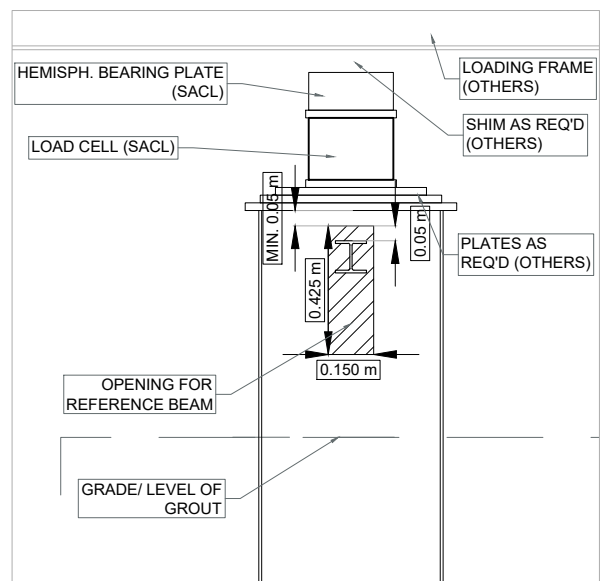 HEMISPH. BEARING PLATE
(SACL)
LOADING FRAME
(OTHERS)
SHIM AS REQ'D
(OTHERS)
LOAD CELL (SACL)
MIN. 0.05 m
0.05 m
PLATES AS
REQ'D (OTHERS)
0.425 m
0.150 m
OPENING FOR
REFERENCE BEAM
GRADE/ LEVEL OF
GROUT